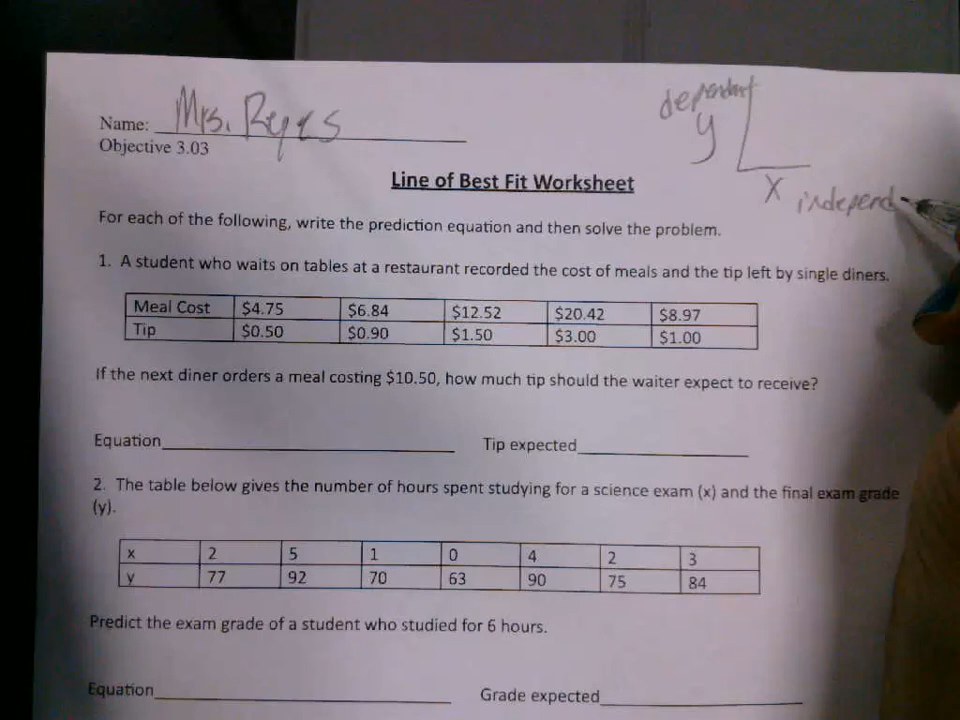 dependent
Name: Mrs. Reyes
y
Objective 3.03
Line of Best Fit Worksheet
x independ
For each of the following, write the prediction equation and then solve the problem.
1. A student who waits on tables at a restaurant recorded the cost of meals and the tip left by single diners.
Meal Cost $4.75 $6.84 $12.52 $20.42 $8.97
Tip $0.50 $0.90 $1.50 $3.00 $1.00
If the next diner orders a meal costing $10.50, how much tip should the waiter expect to receive?
Equation Tip expected
2. The table below gives the number of hours spent studying for a science exam (x) and the final exam grade
(y).
x 2 5 1 0 4 2 3
y 77 92 70 63 90 75 84
Predict the exam grade of a student who studied for 6 hours.
Equation Grade expected